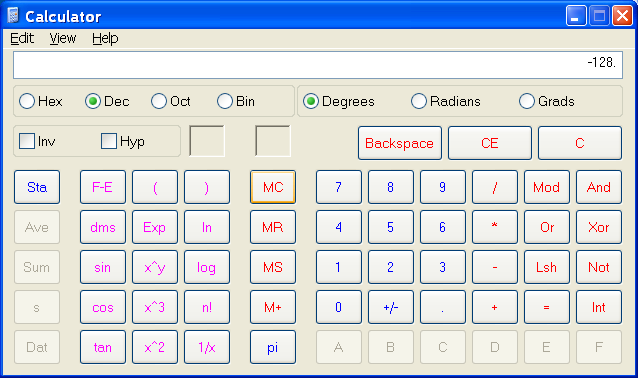 Calculator
Edit View Help
-128.
Hex Dec Oct Bin Degrees Radians Grads
Inv Hyp Backspace CE C
Sta F-E ( ) MC 7 8 9 / Mod And
Ave dms Exp ln MR 4 5 6 * Or Xor
Sum sin x^y log MS 1 2 3 - Lsh Not
s cos x^3 n! M+ 0 +/- . + = Int
Dat tan x^2 1/x pi A B C D E F